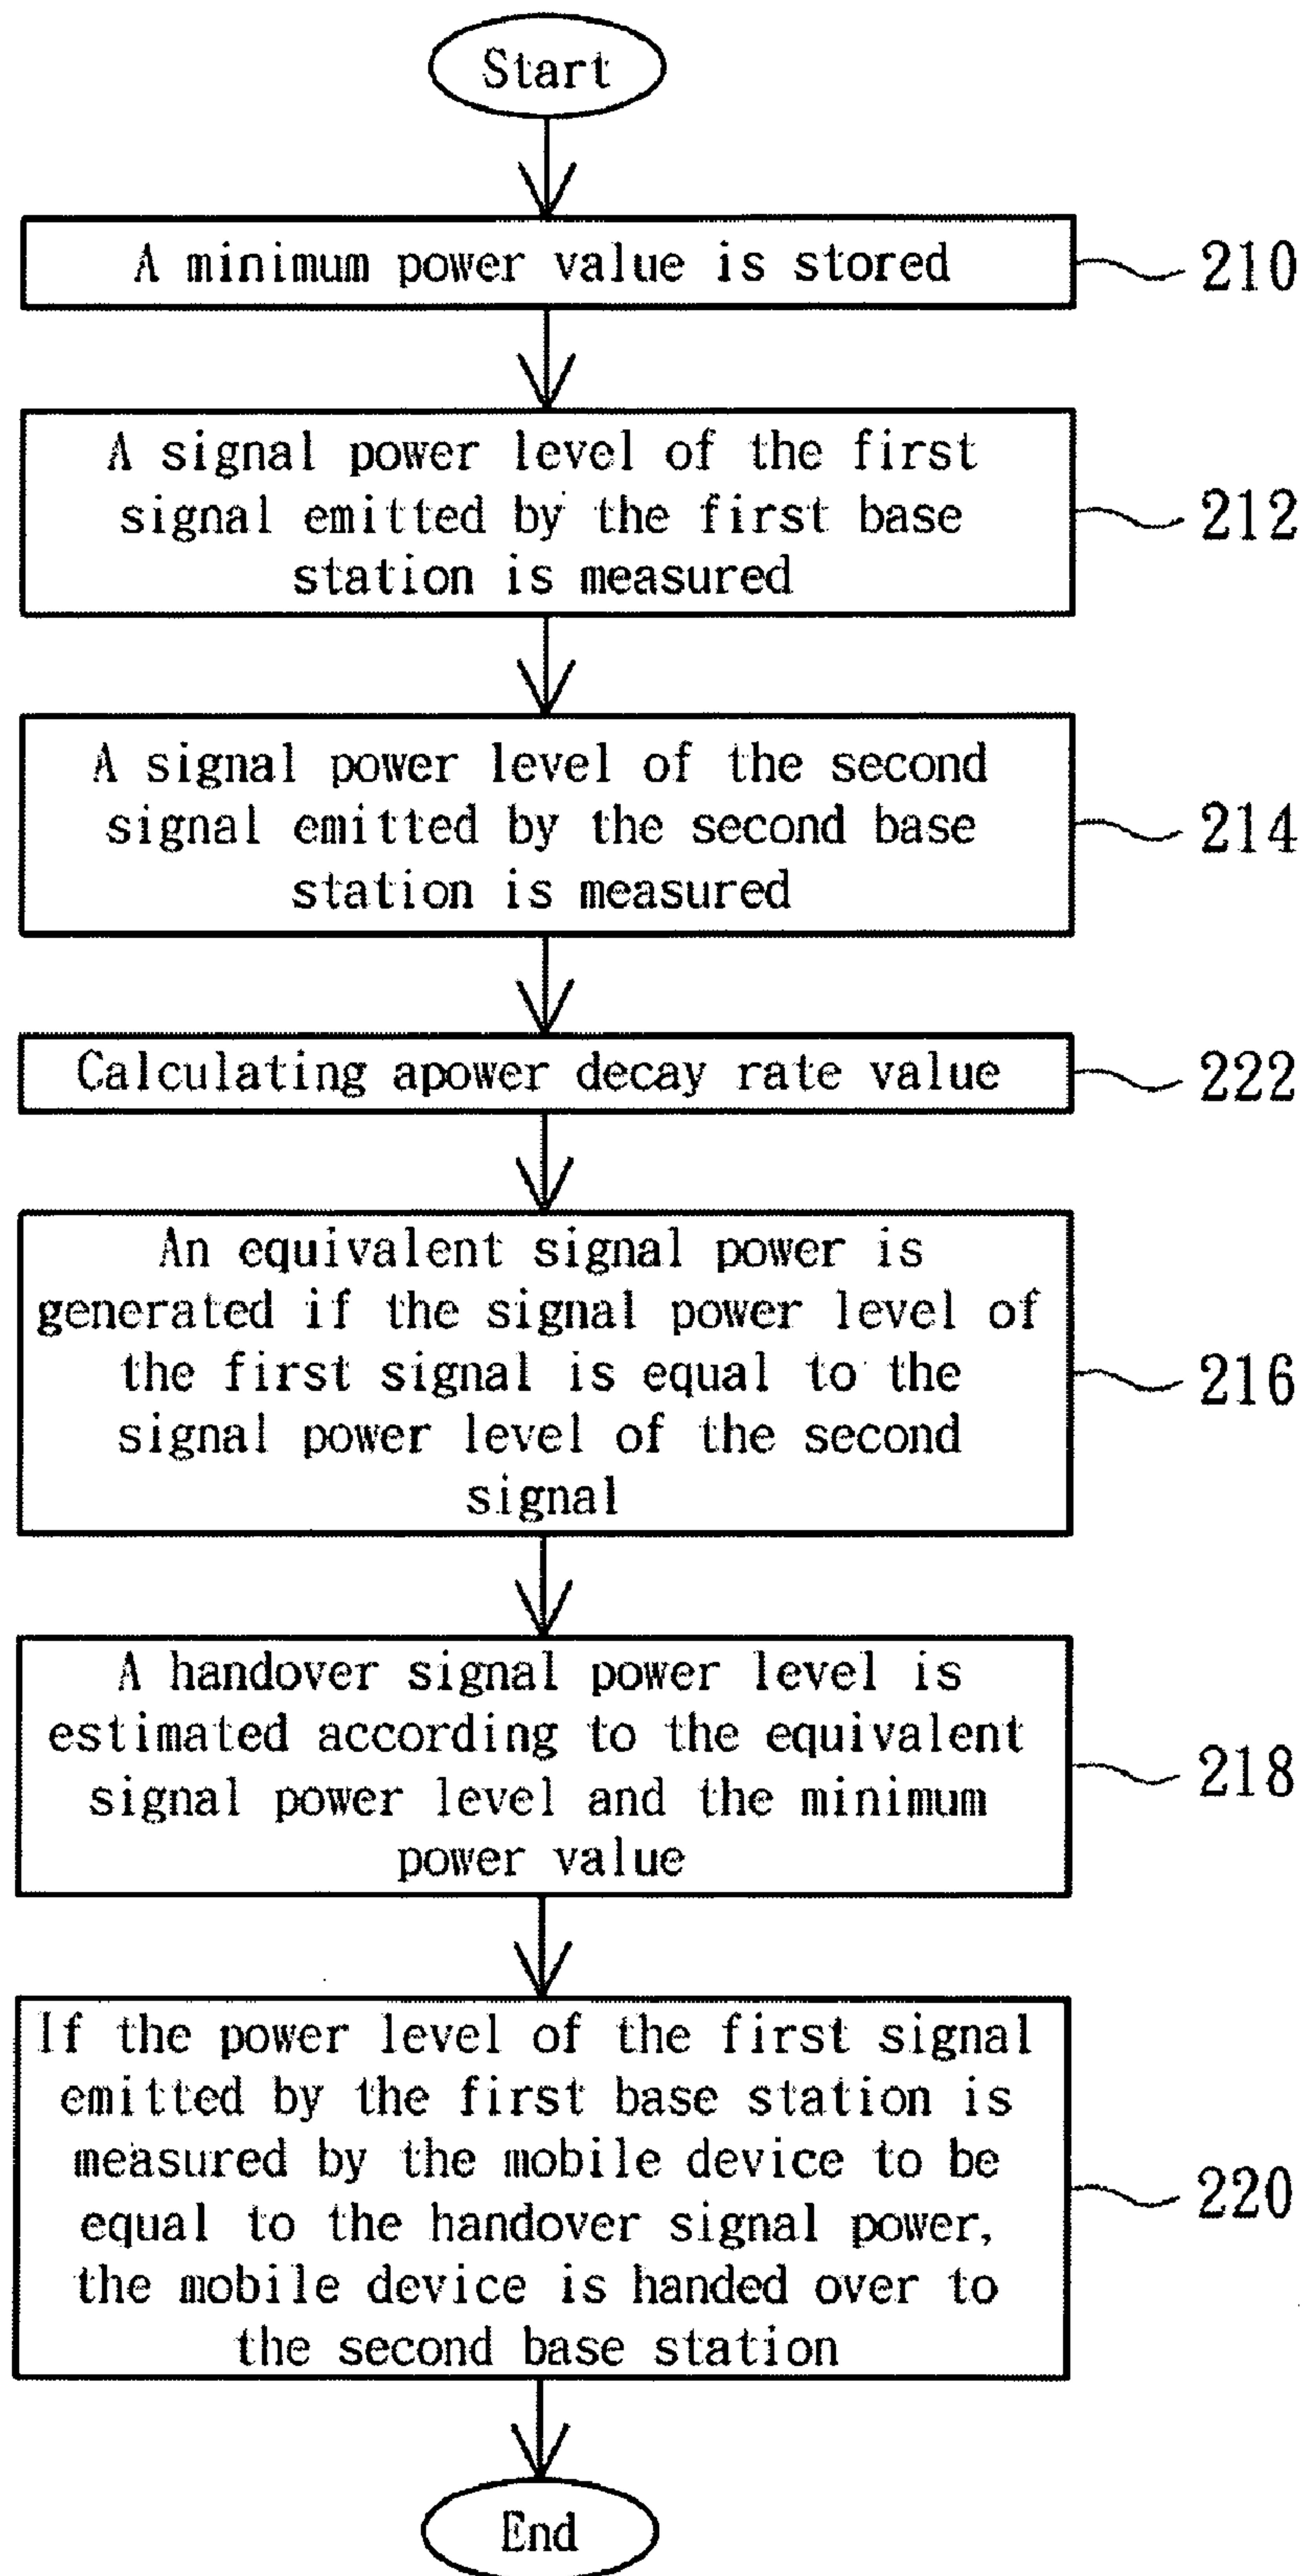 Start
A minimum power value is stored
210
A signal power level of the first
signal emitted by the first base
station is measured
212
A signal power level of the second
signal emitted by the second base
station is measured
214
Calculating apower decay rate value
222
An equivalent signal power is
generated if the signal power level of
the first signal is equal to the
signal power level of the second
signal
216
A handover signal power level is
estimated according to the equivalent
signal power level and the minimum
power value
218
If the power level of the first signal
emitted by the first base station is
measured by the mobile device to be
equal to the handover signal power,
the mobile device is handed over to
the second base station
220
End